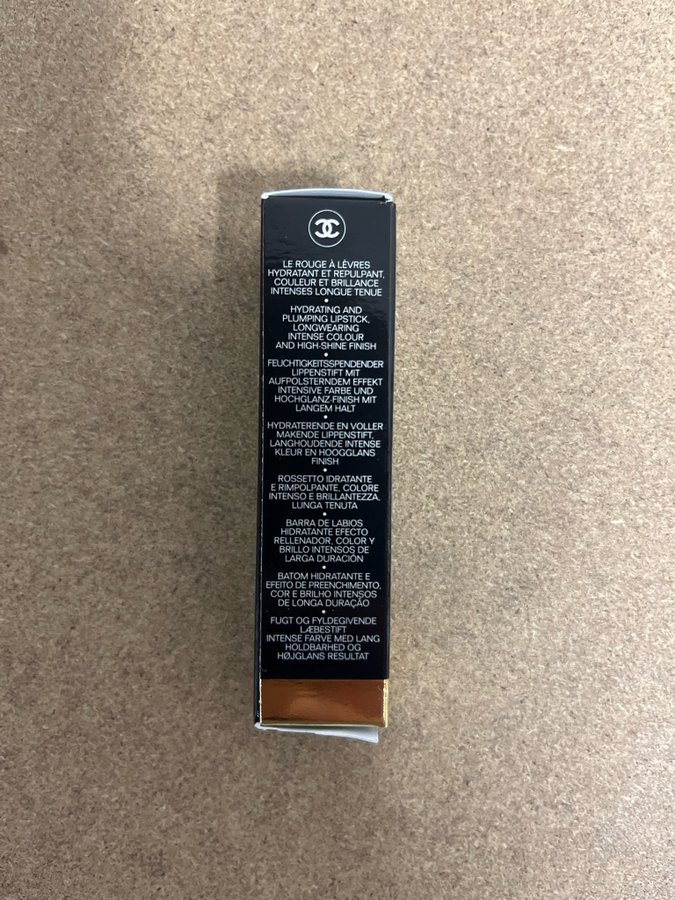 LE ROUGE À LÈVRES
HYDRATANT ET REPULPANT,
COULEUR ET BRILLANCE
INTENSES LONGUE TENUE
•
HYDRATING AND
PLUMPING LIPSTICK,
LONGWEARING
INTENSE COLOUR
AND HIGH-SHINE FINISH
•
FEUCHTIGKEITSSPENDENDER
LIPPENSTIFT MIT
AUFPOLSTERNDEM EFFEKT
INTENSIVE FARBE UND
HOCHGLANZ-FINISH MIT
LANGEM HALT
•
HYDRATERENDE EN VOLLER
MAKENDE LIPPENSTIFT,
LANGHOUDENDE INTENSE
KLEUR EN HOOGGLANS
FINISH
•
ROSSETTO IDRATANTE
E RIMPOLPANTE, COLORE
INTENSO E BRILLANTEZZA,
LUNGA TENUTA
•
BARRA DE LABIOS
HIDRATANTE EFECTO
RELLENADOR, COLOR Y
BRILLO INTENSOS DE
LARGA DURACIÓN
•
BATOM HIDRATANTE E
EFEITO DE PREENCHIMENTO,
COR E BRILHO INTENSOS
DE LONGA DURAÇÃO
•
FUGT OG FYLDEGIVENDE
LÆBESTIFT
INTENSE FARVE MED LANG
HOLDBARHED OG
HØJGLANS RESULTAT